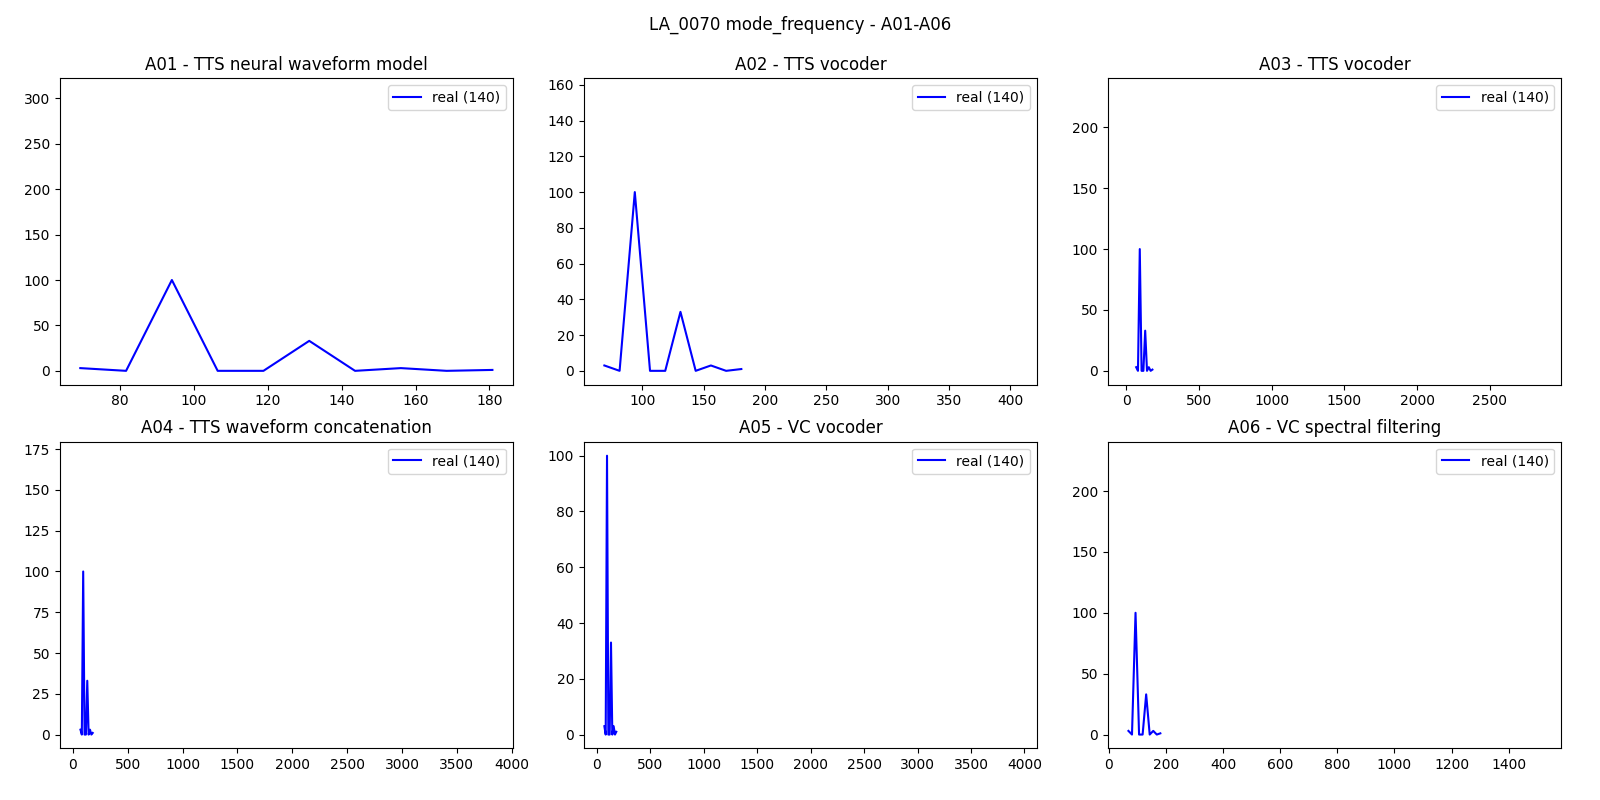 LA_0070 mode_frequency - A01-A06
A01 - TTS neural waveform model
300
250
200
150
100
50
0
real (140)
80 100 120 140 160 180
A02 - TTS vocoder
160
140
120
100
80
60
40
20
0
real (140)
100 150 200 250 300 350 400
A03 - TTS vocoder
200
150
100
50
0
real (140)
0 500 1000 1500 2000 2500
A04 - TTS waveform concatenation
175
150
125
100
75
50
25
0
real (140)
0 500 1000 1500 2000 2500 3000 3500 4000
A05 - VC vocoder
100
80
60
40
20
0
real (140)
0 500 1000 1500 2000 2500 3000 3500 4000
A06 - VC spectral filtering
200
150
100
50
0
real (140)
0 200 400 600 800 1000 1200 1400